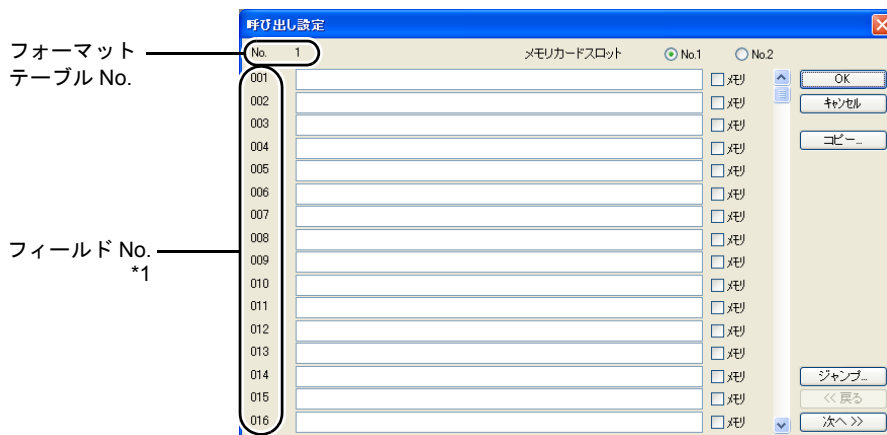 呼び出し設定
フォーマット
テーブル No.
No. 1 メモリカードスロット No.1 No.2
001 メモリ OK
002 メモリ キャンセル
003 メモリ
004 メモリ コピー...
005 メモリ
006 メモリ
007 メモリ
008 メモリ
フィールド No.
*1
009 メモリ
010 メモリ
011 メモリ
012 メモリ
013 メモリ
014 メモリ ジャンプ...
015 メモリ << 戻る
016 メモリ 次へ >>